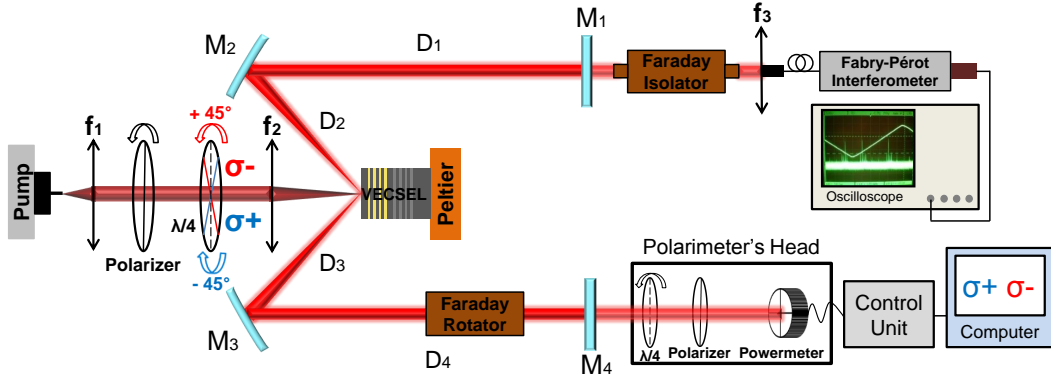 M1
f3
M2
D1
Faraday
Isolator
Fabry-Pérot
Interferometer
+ 45°
D2
f1
f2
σ-
Pump
VECSEL
Peltier
σ+
λ/4
Oscilloscope
Polarizer
- 45°
D3
Polarimeter's Head
M3
Faraday
Rotator
D4
M4
λ/4
Polarizer
Powermeter
Control
Unit
σ+ σ-
Computer